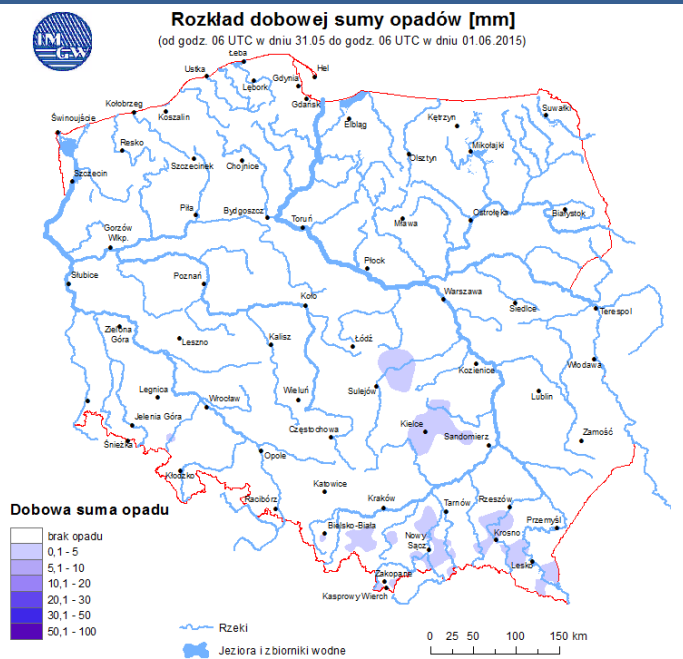 IM
GW
Rozkład dobowej sumy opadów [mm]
(od godz. 06 UTC w dniu 31.05 do godz. 06 UTC w dniu 01.06.2015)
Łeba
Ustka
Hel
Gdynia
Lębork
Gdańsk
Kołobrzeg
Koszalin
Suwałki
Świnoujście
Elbląg
Kętrzyn
Resko
Mikołajki
Szczecinek
Chojnice
Olsztyn
Szczecin
Piła
Bydgoszcz
Toruń
Ostrołęka
Białystok
Mława
Gorzów
Wlkp.
Płock
Słubice
Poznań
Warszawa
Koło
Siedlce
Terespol
Zielona
Góra
Leszno
Kalisz
Łódź
Kozienice
Włodawa
Legnica
Wrocław
Wieluń
Sulejów
Lublin
Jelenia Góra
Częstochowa
Kielce
Sandomierz
Zamość
Śnieżka
Opole
Kłodzko
Katowice
Racibórz
Kraków
Tarnów
Rzeszów
Przemyśl
Bielsko-Biała
Nowy
Sącz
Krosno
Lesko
Zakopane
Kasprowy Wierch
Dobowa suma opadu
brak opadu
0,1 - 5
5,1 - 10
10,1 - 20
20,1 - 30
30,1 - 50
50,1 - 100
Rzeki
Jeziora i zbiorniki wodne
0 25 50 100 150 km